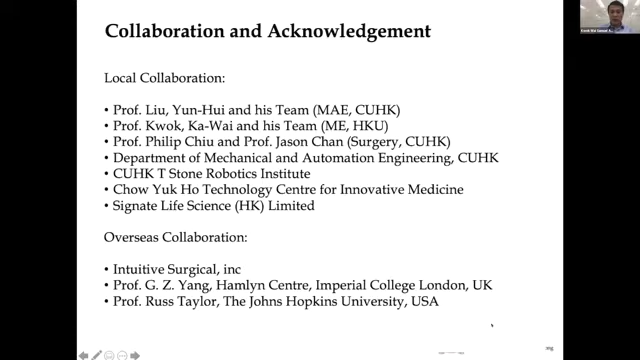 Collaboration and Acknowledgement
Local Collaboration:
• Prof. Liu, Yun-Hui and his Team (MAE, CUHK)
• Prof. Kwok, Ka-Wai and his Team (ME, HKU)
• Prof. Philip Chiu and Prof. Jason Chan (Surgery, CUHK)
• Department of Mechanical and Automation Engineering, CUHK
• CUHK T Stone Robotics Institute
• Chow Yuk Ho Technology Centre for Innovative Medicine
• Signate Life Science (HK) Limited
Overseas Collaboration:
• Intuitive Surgical, inc
• Prof. G. Z. Yang, Hamlyn Centre, Imperial College London, UK
• Prof. Russ Taylor, The Johns Hopkins University, USA